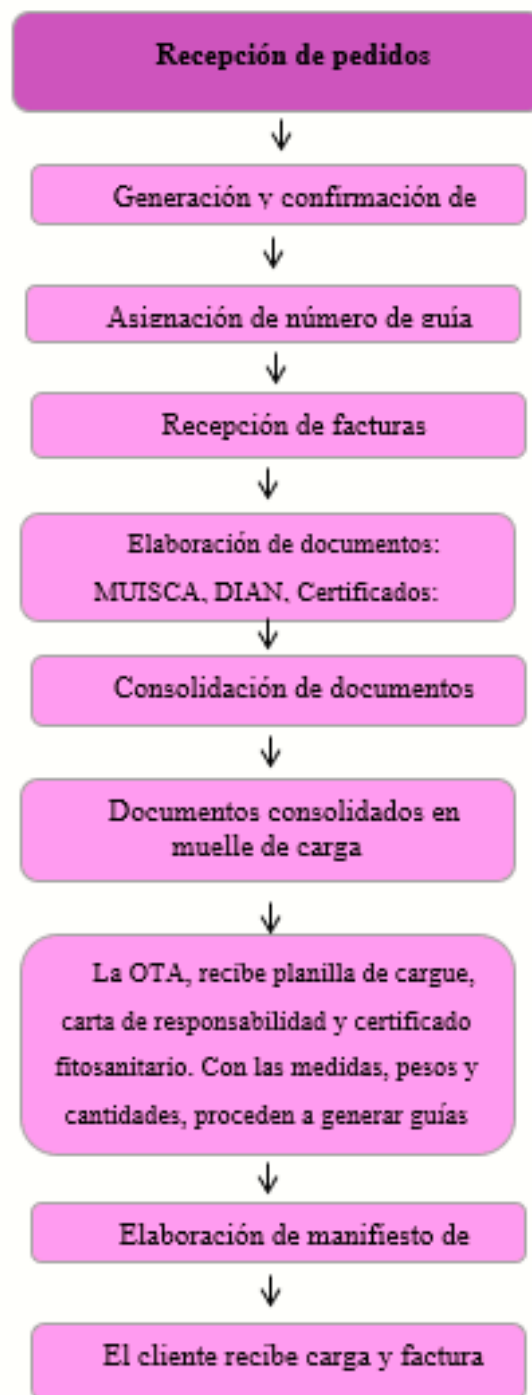 Recepción de pedidos
Generación y confirmación de
Asignación de número de guía
Recepción de facturas
Elaboración de documentos:
MUISCA, DIAN, Certificados:
Consolidación de documentos
Documentos consolidados en
muelle de carga
La OTA, recibe planilla de cargue,
carta de responsabilidad y certificado
fitosanitario. Con las medidas, pesos y
cantidades, proceden a generar guías
Elaboración de manifiesto de
El cliente recibe carga y factura